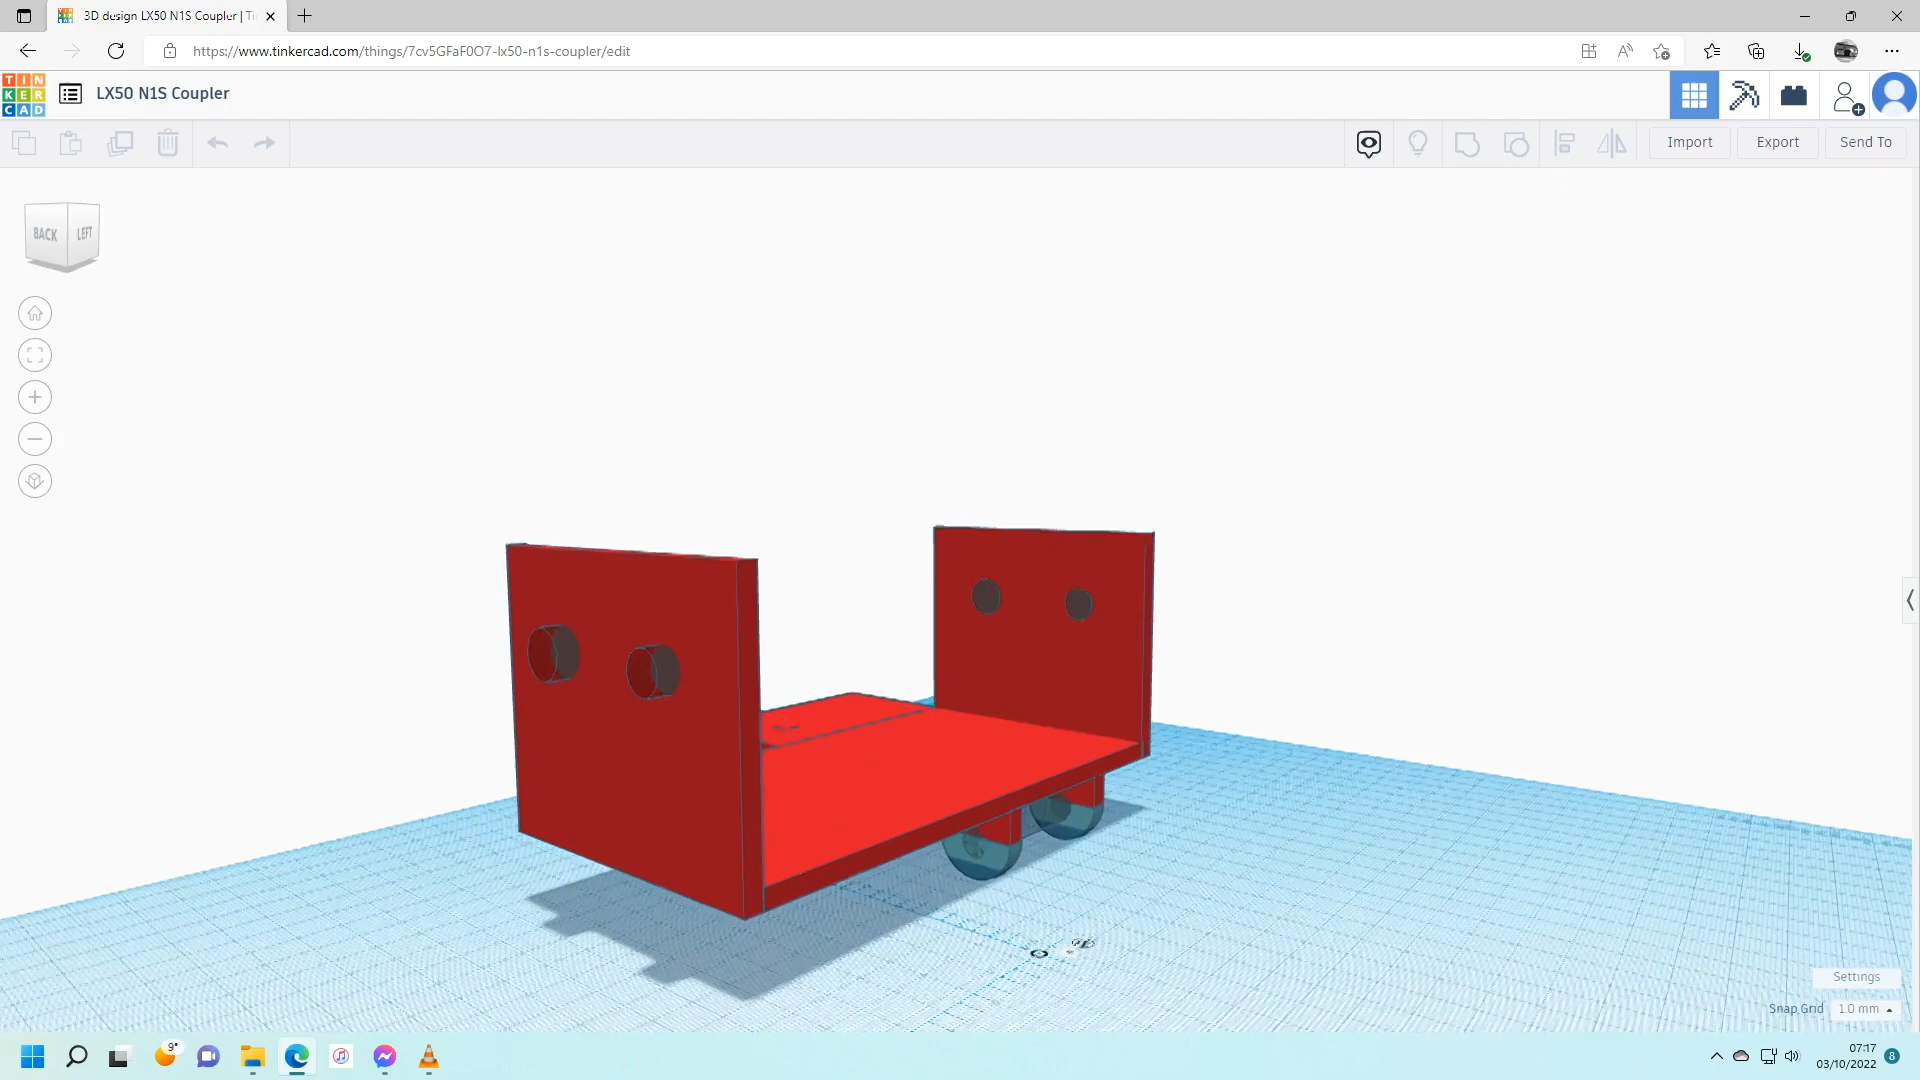 3D design LX50 N1S Coupler | Ti
https://www.tinkercad.com/things/7cv5GFaF0O7-lx50-n1s-coupler/edit
TIN
KER
CAD
LX50 N1S Coupler
Import
Export
Send To
BACK
LEFT
Settings
Snap Grid
1.0 mm
9°
07:17
03/10/2022
8